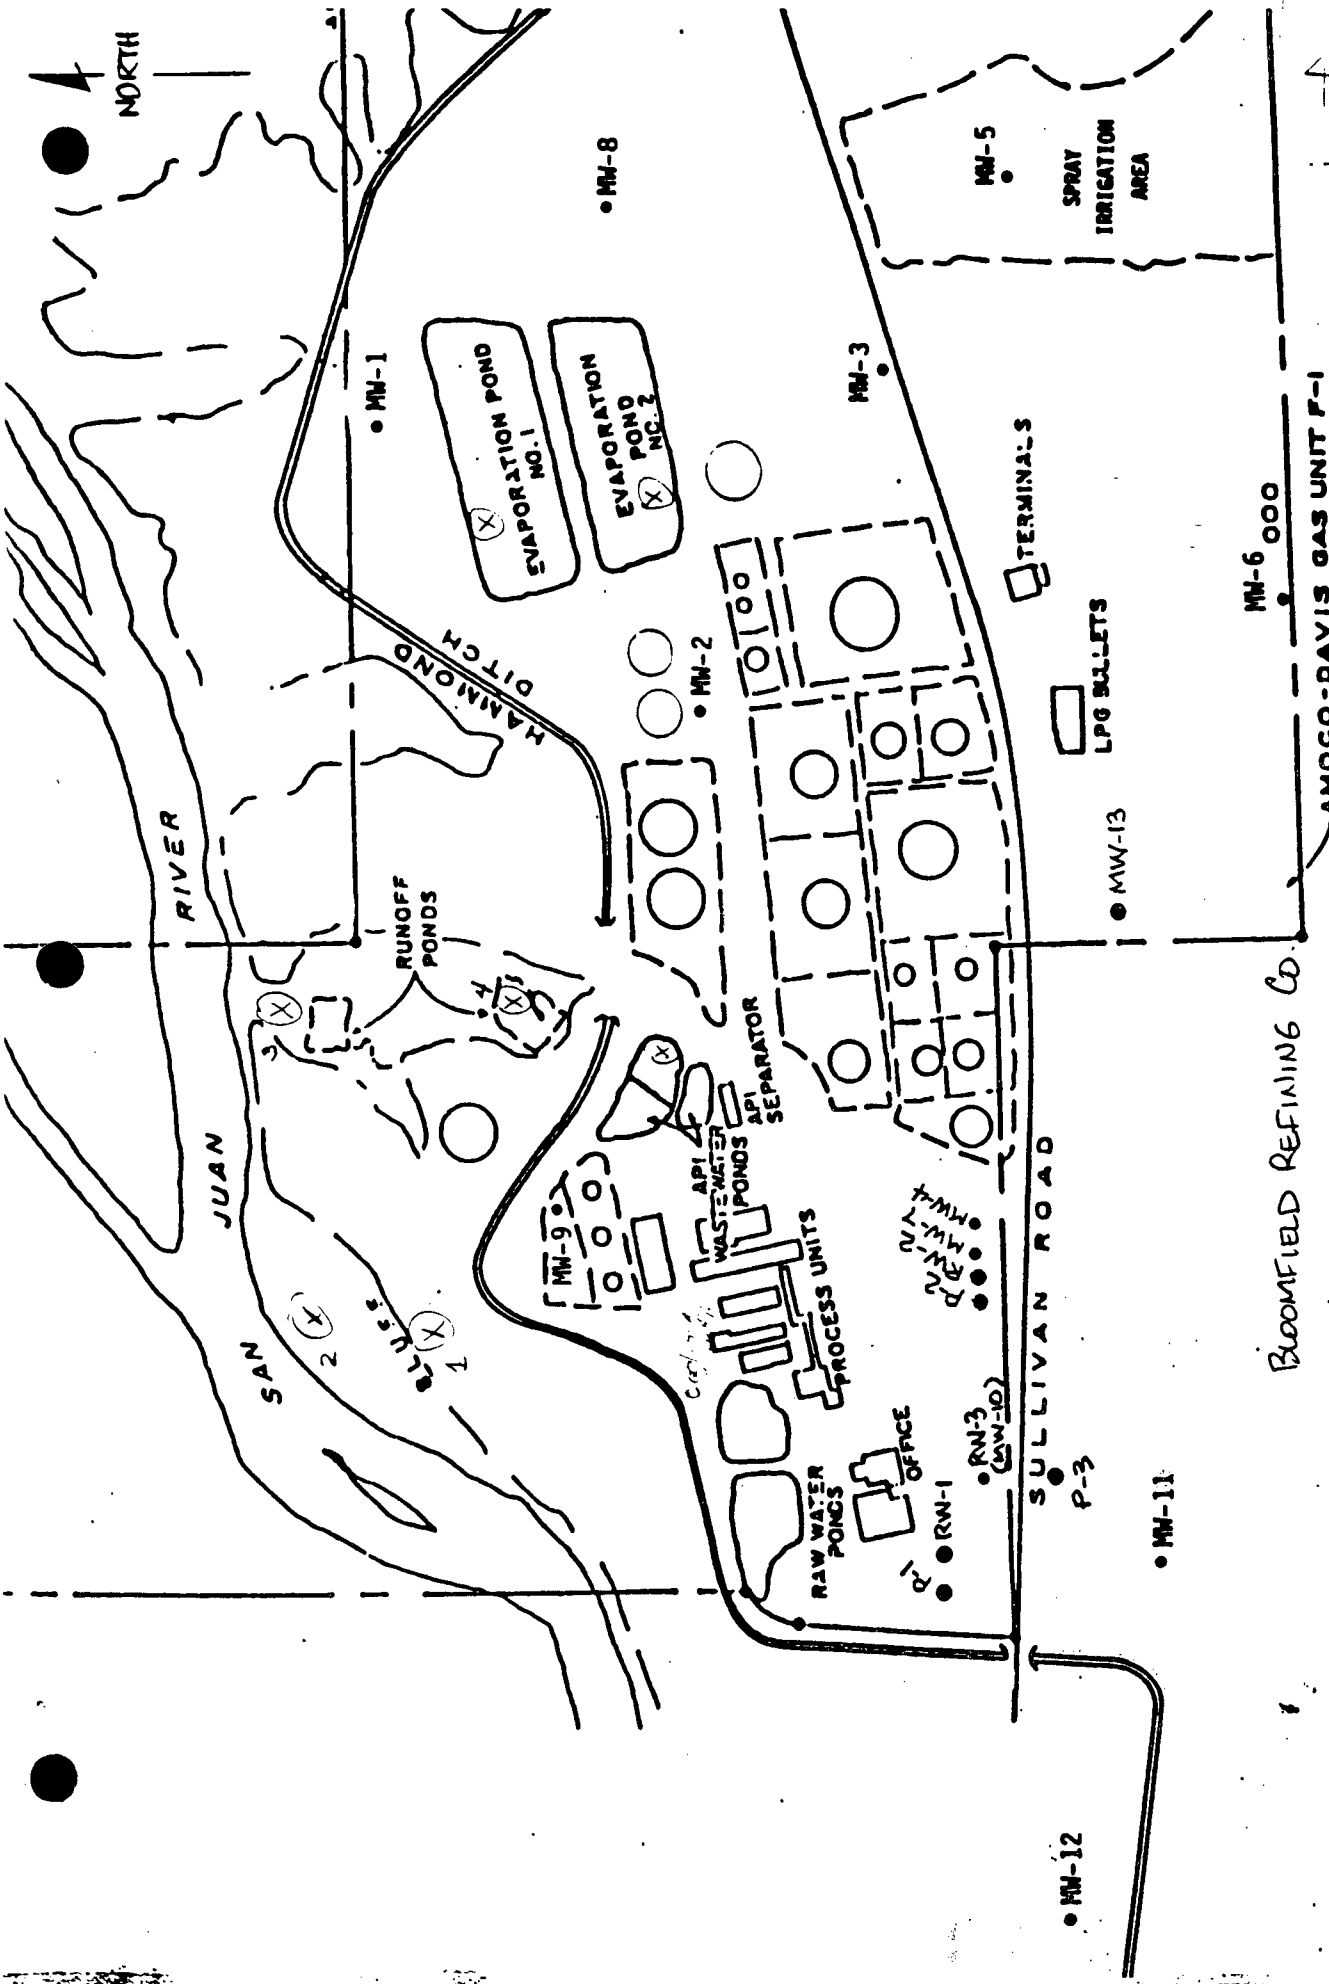 NORTH
MW-8
MW-5
SPRAY
IRRIGATION
AREA
MW-1
EVAPORATION POND
NO. 1
X
EVAPORATION
POND
NC. 2
X
MW-3
TERMINALS
MW-6
AMOCO-DAVIS GAS UNIT F-1
HAMMOND
DITCH
MW-2
LPG BULLETS
MW-13
RIVER
RUNOFF
PONDS
3
X
4
X
X
API
SEPARATOR
API
WASTEWATER
PONDS
MW-9
JUAN
SAN
X
2
BLUFF
X
1
PROCESS UNITS
MW-4
MW-7
RW-2
P-2
SULLIVAN ROAD
RAW WATER
PONDS
OFFICE
RW-3
(MW-10)
P-3
P-1
RW-1
MW-11
MW-12
BLOOMFIELD REFINING CO.